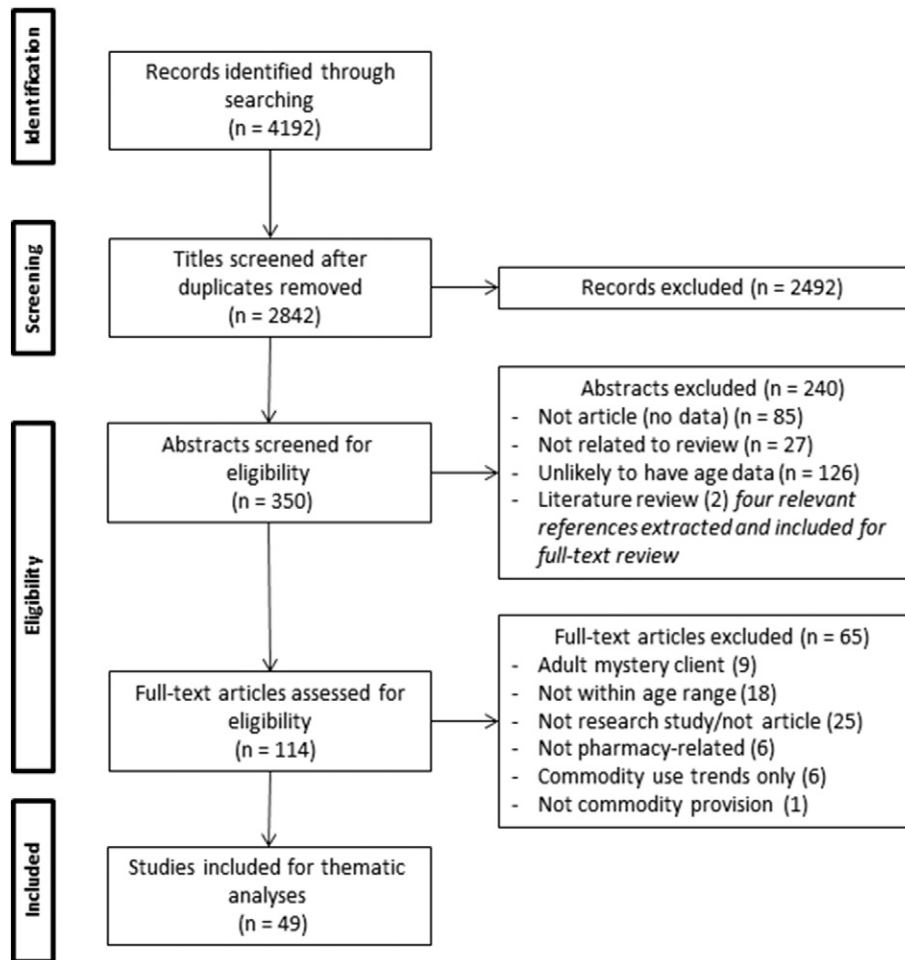 Identification
Records identified through
searching
(n = 4192)
Screening
Titles screened after
duplicates removed
(n = 2842)
Records excluded (n = 2492)
Eligibility
Abstracts screened for
eligibility
(n = 350)
Abstracts excluded (n = 240)
- Not article (no data) (n = 85)
- Not related to review (n = 27)
- Unlikely to have age data (n = 126)
- Literature review (2) four relevant
references extracted and included for
full-text review
Full-text articles assessed for
eligibility
(n = 114)
Full-text articles excluded (n = 65)
- Adult mystery client (9)
- Not within age range (18)
- Not research study/not article (25)
- Not pharmacy-related (6)
- Commodity use trends only (6)
- Not commodity provision (1)
Included
Studies included for thematic
analyses
(n = 49)